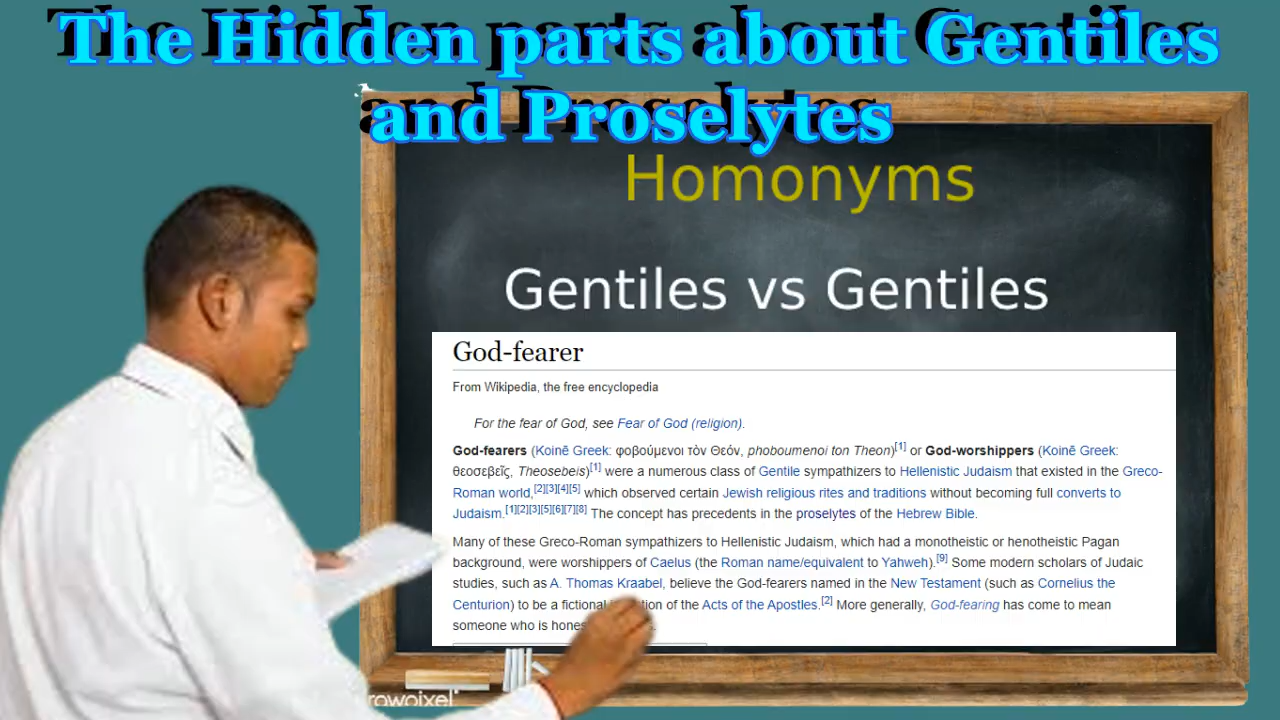 The Hidden parts about Gentiles
and Proselytes
Homonyms
Gentiles vs Gentiles
God-fearer
From Wikipedia, the free encyclopedia
For the fear of God, see Fear of God (religion).
God-fearers (Koinē Greek: φοβούμενοι τὸν Θεόν, phoboumenoi ton Theon)[1] or God-worshippers (Koinē Greek:
θεοσεβεῖς, Theosebeis)[1] were a numerous class of Gentile sympathizers to Hellenistic Judaism that existed in the Greco-
Roman world,[2][3][4][5] which observed certain Jewish religious rites and traditions without becoming full converts to
Judaism.[1][2][3][5][6][7][8] The concept has precedents in the proselytes of the Hebrew Bible.
Many of these Greco-Roman sympathizers to Hellenistic Judaism, which had a monotheistic or henotheistic Pagan
background, were worshippers of Caelus (the Roman name/equivalent to Yahweh).[9] Some modern scholars of Judaic
studies, such as A. Thomas Kraabel, believe the God-fearers named in the New Testament (such as Cornelius the
Centurion) to be a fictional of the Acts of the Apostles.[2] More generally, God-fearing has come to mean
someone who is